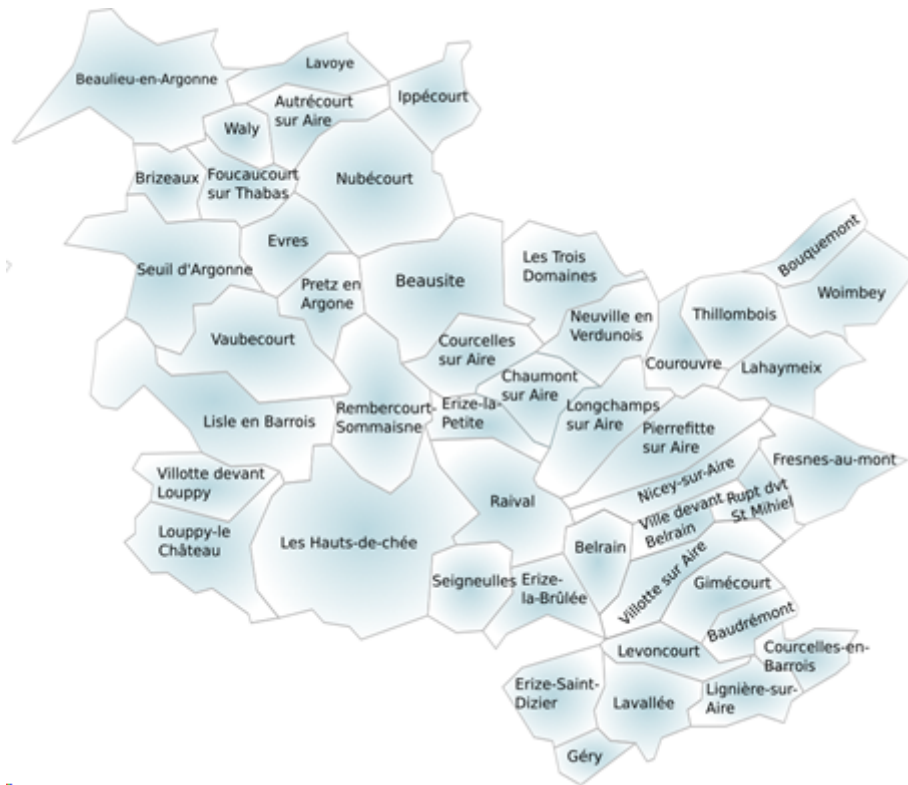 Lavoye
Beaulieu-en-Argonne
Ippécourt
Autrécourt
sur Aire
Waly
Brizeaux
Foucaucourt
sur Thabas
Nubécourt
Evres
Bouquemont
Seuil d'Argonne
Pretz en
Argone
Beausite
Les Trois
Domaines
Woimbey
Thillombois
Neuville en
Verdunois
Vaubecourt
Courcelles
sur Aire
Courouvre
Lahaymeix
Chaumont
sur Aire
Lisle en Barrois
Rembercourt-
Sommaisne
Erize-la-
Petite
Longchamps
sur Aire
Pierrefitte
sur Aire
Fresnes-au-mont
Villotte devant
Louppy
Nicey-sur-Aire
Raival
Ville devant
Belrain
Rupt dvt
St Mihiel
Louppy-le
Château
Les Hauts-de-chée
Belrain
Seigneulles
Erize-
la-Brûlée
Villotte sur Aire
Gimécourt
Baudrémont
Levoncourt
Courcelles-en-
Barrois
Erize-Saint-
Dizier
Lavallée
Lignière-sur-
Aire
Géry